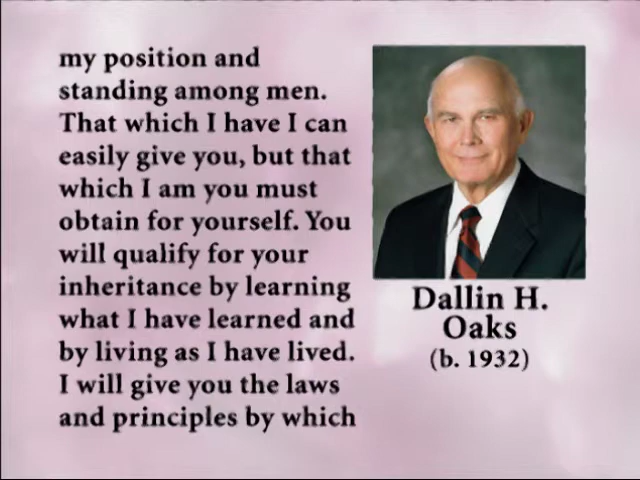 my position and
standing among men.
That which I have I can
easily give you, but that
which I am you must
obtain for yourself. You
will qualify for your
inheritance by learning
what I have learned and
by living as I have lived.
I will give you the laws
and principles by which
Dallin H.
Oaks
(b. 1932)